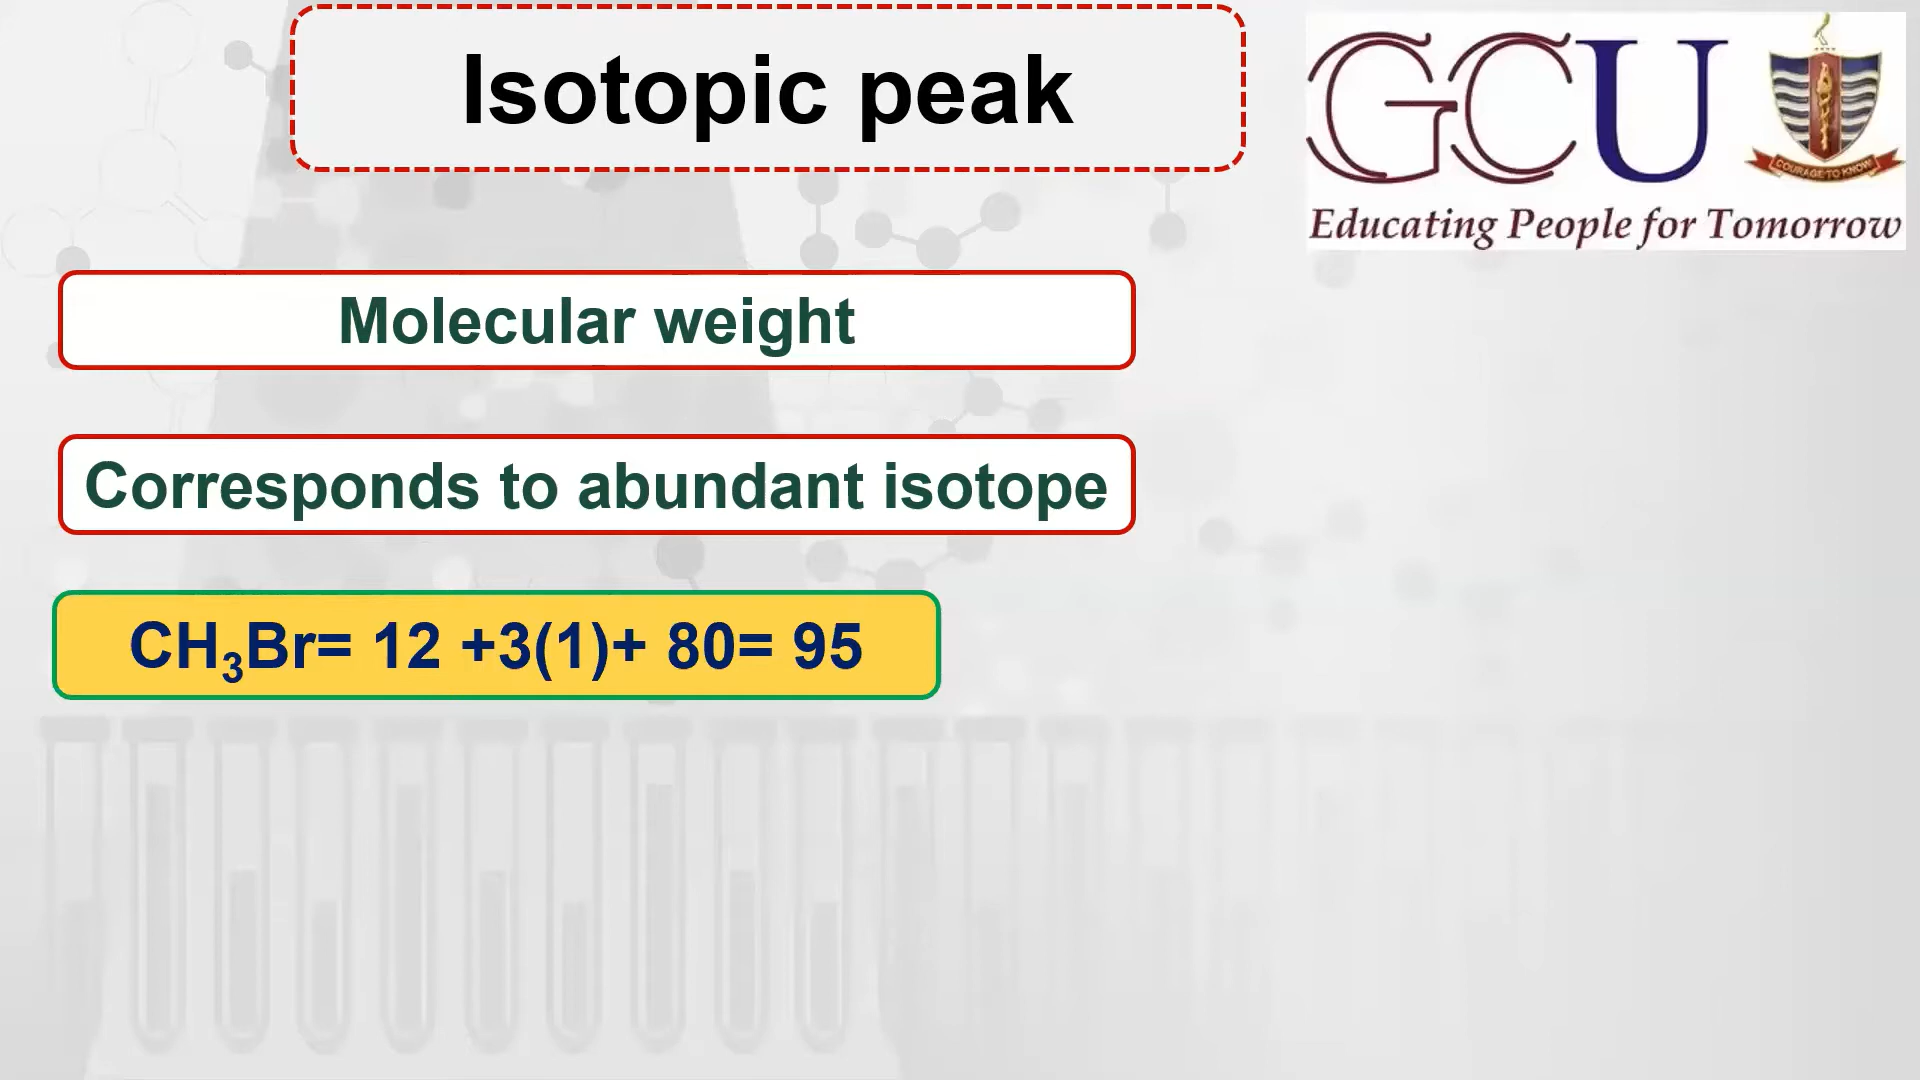 Isotopic peak
GCU
COURAGE TO KNOW
Educating People for Tomorrow
Molecular weight
Corresponds to abundant isotope
CH₃Br= 12 +3(1)+ 80= 95